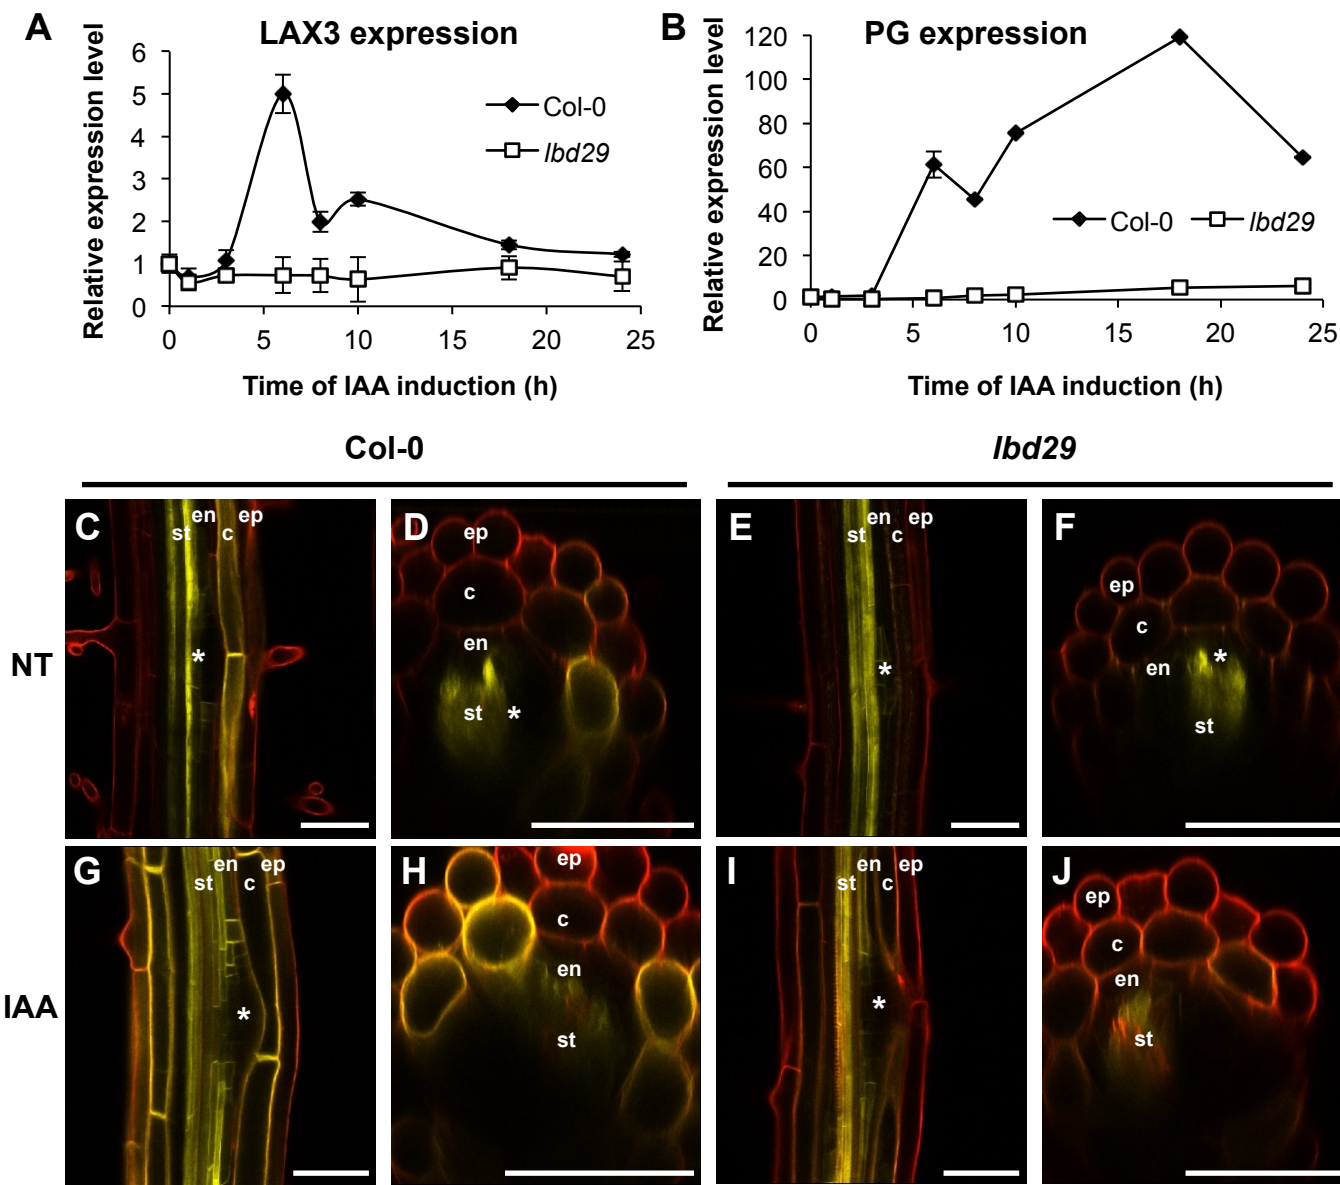 A
LAX3 expression
Relative expression level
6
5
4
3
2
1
0
0 5 10 15 20 25
Col-0
lbd29
Time of IAA induction (h)
B
PG expression
Relative expression level
120
100
80
60
40
20
0
0 5 10 15 20 25
Col-0 lbd29
Time of IAA induction (h)
Col-0
lbd29
NT
C
en ep
st c
*
D
ep
c
en
st *
E
en ep
st c
*
F
ep
c
*
en
st
IAA
G
en ep
st c
*
H
ep
c
en
st
I
en ep
st c
*
J
ep
c
en
st